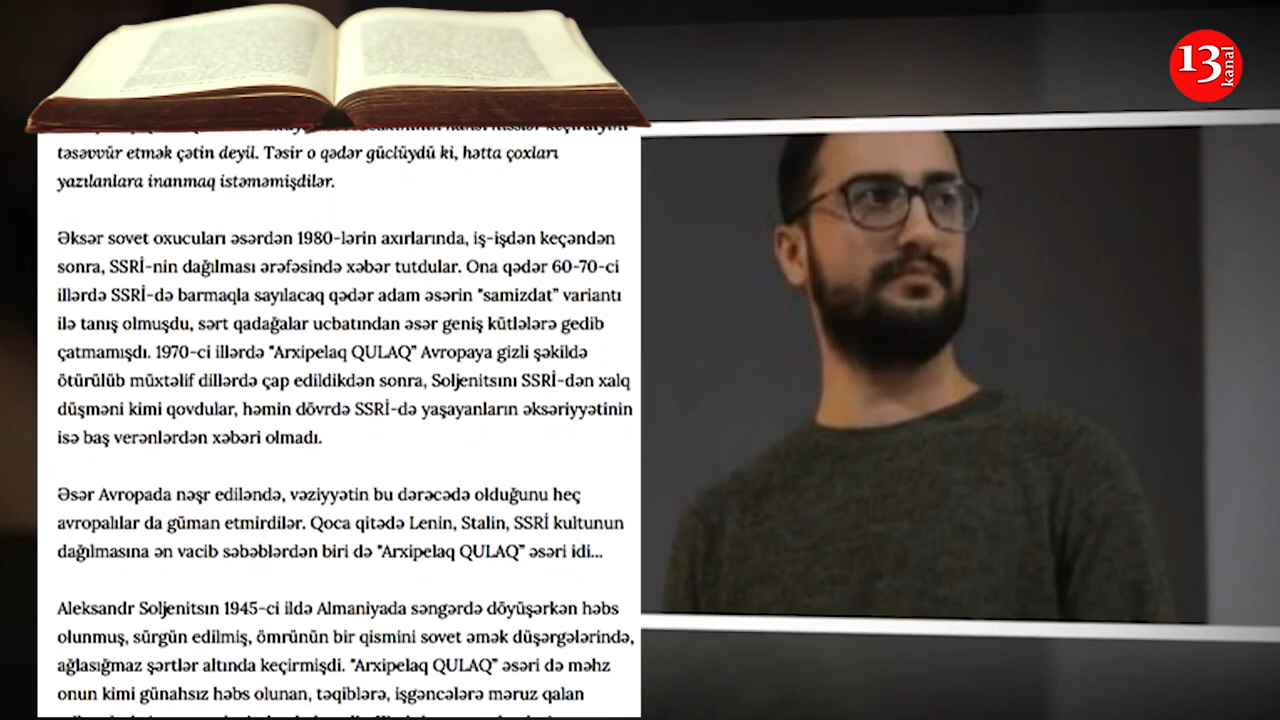 13
kanal
təsəvvür etmək çətin deyil. Təsir o qədər güclüydü ki, hətta çoxları
yazılanlara inanmaq istəməmişdilər.
Əksər sovet oxucuları əsərdən 1980-lərin axırlarında, iş-işdən keçəndən
sonra, SSRİ-nin dağılması ərəfəsində xəbər tutdular. Ona qədər 60-70-ci
illərdə SSRİ-də barmaqla sayılacaq qədər adam əsərin "samizdat” variantı
ilə tanış olmuşdu, sərt qadağalar ucbatından əsər geniş kütlələrə gedib
çatmamışdı. 1970-ci illərdə "Arxipelaq QULAQ” Avropaya gizli şəkildə
ötürülüb müxtəlif dillərdə çap edildikdən sonra, Soljenitsını SSRİ-dən xalq
düşməni kimi qovdular, həmin dövrdə SSRİ-də yaşayanların əksəriyyətinin
isə baş verənlərdən xəbəri olmadı.
Əsər Avropada nəşr ediləndə, vəziyyətin bu dərəcədə olduğunu heç
avropalılar da güman etmirdilər. Qoca qitədə Lenin, Stalin, SSRİ kultunun
dağılmasına ən vacib səbəblərdən biri də "Arxipelaq QULAQ” əsəri idi...
Aleksandr Soljenitsın 1945-ci ildə Almaniyada səngərdə döyüşərkən həbs
olunmuş, sürgün edilmiş, ömrünün bir qismini sovet əmək düşərgələrində,
ağlasığmaz şərtlər altında keçirmişdi. "Arxipelaq QULAQ” əsəri də məhz
onun kimi günahsız həbs olunan, təqiblərə, işgəncələrə məruz qalan